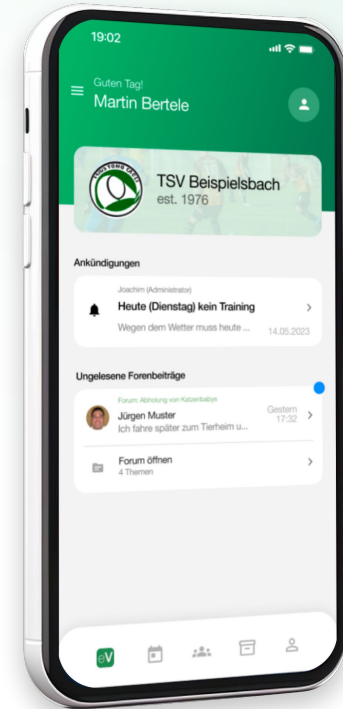 19:02
Guten Tag!
Martin Bertele
TSV Beispielsbach
est. 1976
Ankündigungen
Joachim (Administrator)
Heute (Dienstag) kein Training
Wegen dem Wetter muss heute ...
14.05.2023
Ungelesene Forenbeiträge
Forum: Abholung von Katzenbabys
Jürgen Muster
Gestern
17:32
Ich fahre später zum Tierheim u...
Forum öffnen
4 Themen
eV